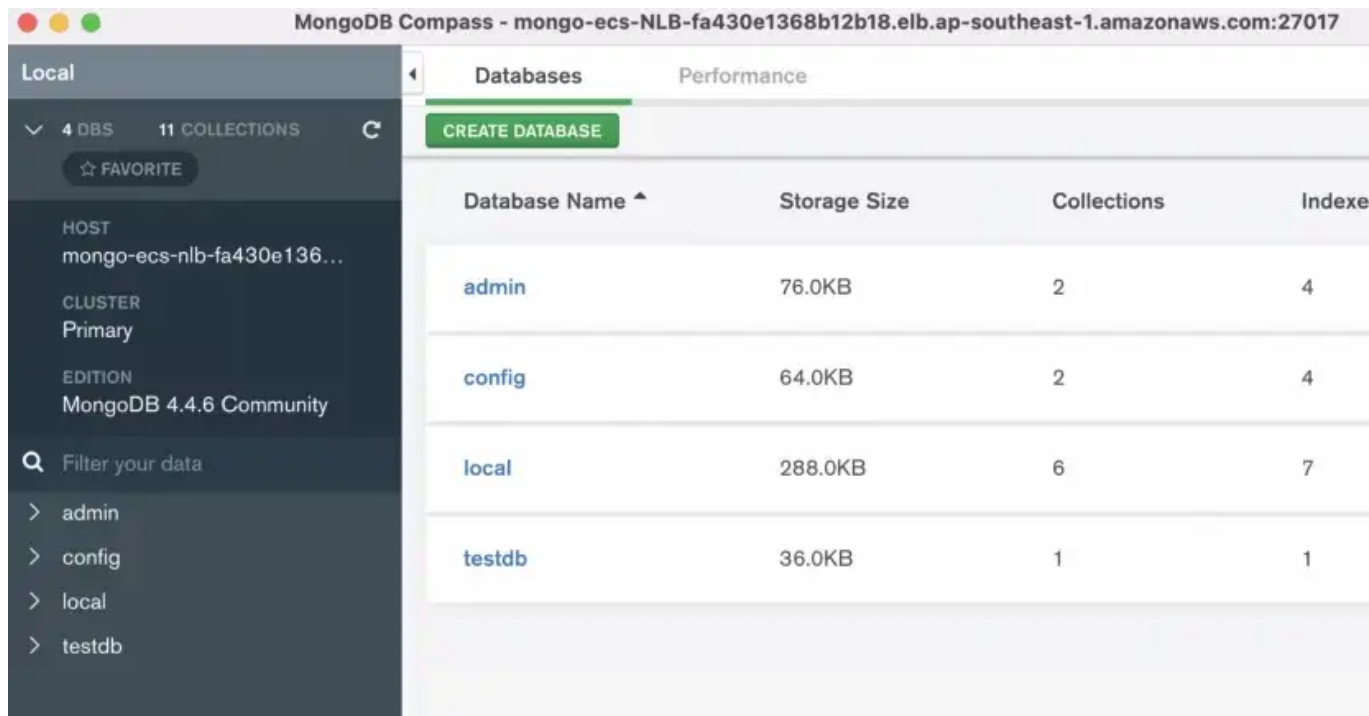 MongoDB Compass - mongo-ecs-NLB-fa430e1368b12b18.elb.ap-southeast-1.amazonaws.com:27017
Local
4 DBS 11 COLLECTIONS
FAVORITE
HOST
mongo-ecs-nlb-fa430e136...
CLUSTER
Primary
EDITION
MongoDB 4.4.6 Community
Filter your data
admin
config
local
testdb
Databases Performance
CREATE DATABASE
Database Name Storage Size Collections Indexe
admin 76.0KB 2 4
config 64.0KB 2 4
local 288.0KB 6 7
testdb 36.0KB 1 1